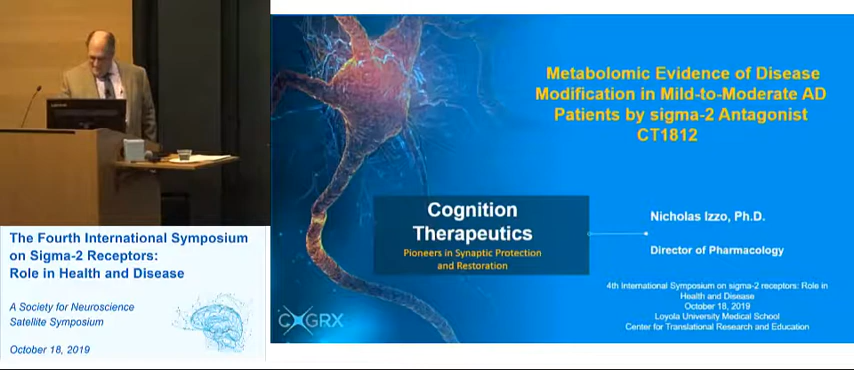 The Fourth International Symposium
on Sigma-2 Receptors:
Role in Health and Disease
A Society for Neuroscience
Satellite Symposium
October 18, 2019
Metabolomic Evidence of Disease
Modification in Mild-to-Moderate AD
Patients by sigma-2 Antagonist
CT1812
Cognition
Therapeutics
Pioneers in Synaptic Protection
and Restoration
Nicholas Izzo, Ph.D.
Director of Pharmacology
4th International Symposium on sigma-2 receptors: Role in
Health and Disease
October 18, 2019
Loyola University Medical School
Center for Translational Research and Education
COGRX